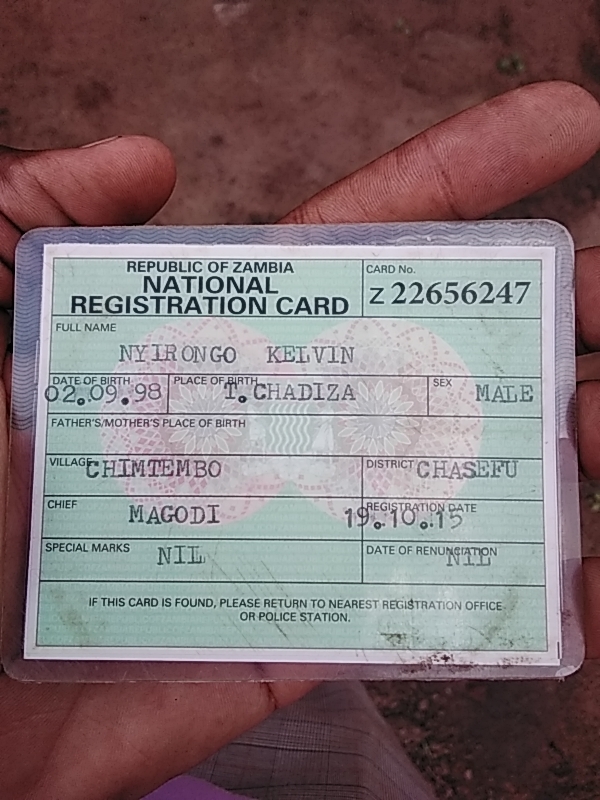 REPUBLIC OF ZAMBIA
NATIONAL
REGISTRATION CARD
CARD No.
Z 22656247
FULL NAME
NYIRONGO KELVIN
DATE OF BIRTH
02.09.98
PLACE OF BIRTH
T.CHADIZA
SEX
MALE
FATHER'S/MOTHER'S PLACE OF BIRTH
VILLAGE
CHIMTEMBO
DISTRICT
CHASEFU
CHIEF
MAGODI
REGISTRATION DATE
19.10.15
SPECIAL MARKS
NIL
DATE OF RENUNCIATION
NIL
IF THIS CARD IS FOUND, PLEASE RETURN TO NEAREST REGISTRATION OFFICE
OR POLICE STATION.